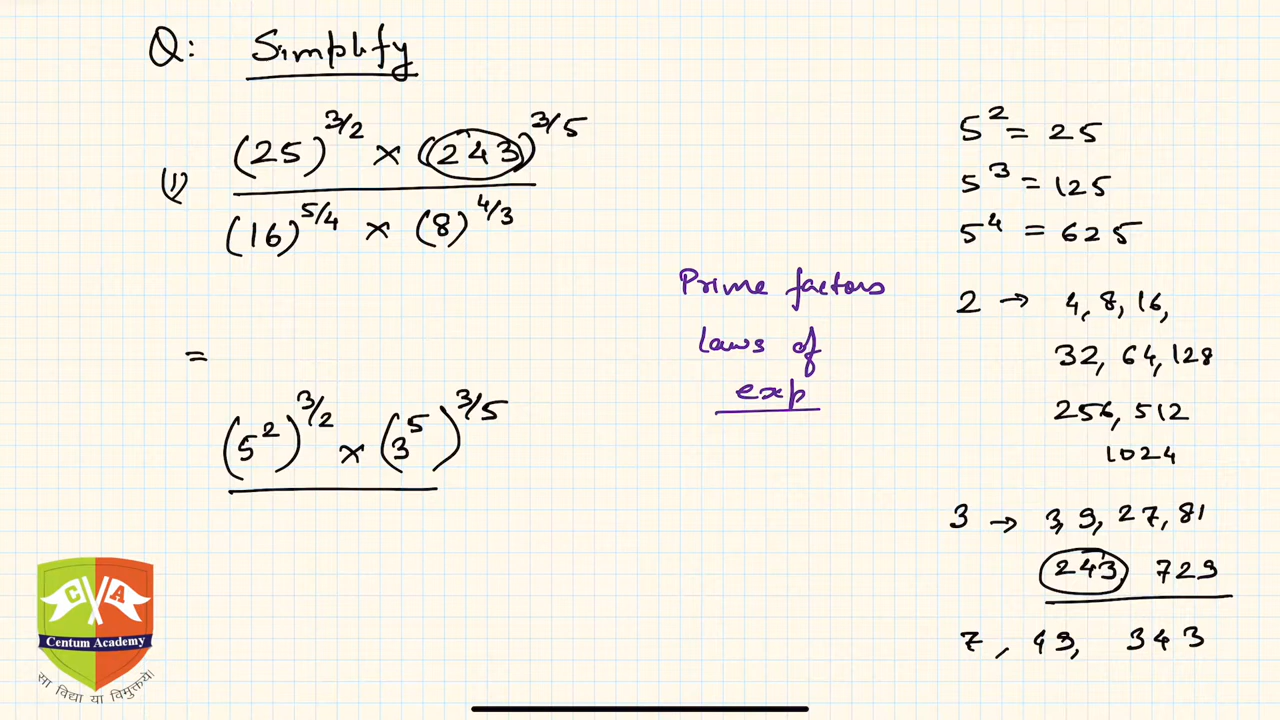 Q: Simplify
(1) (25)^3/2 × (243)^3/5
(16)^5/4 × (8)^4/3
=
(5^2)^3/2 × (3^5)^3/5
Prime factors
laws of
exp
5^2 = 25
5^3 = 125
5^4 = 625
2 → 4, 8, 16,
32, 64, 128
256, 512
1024
3 → 3, 9, 27, 81
243, 729
7, 49, 343
C A
Centum Academy
सा विद्या या विमुक्तये।